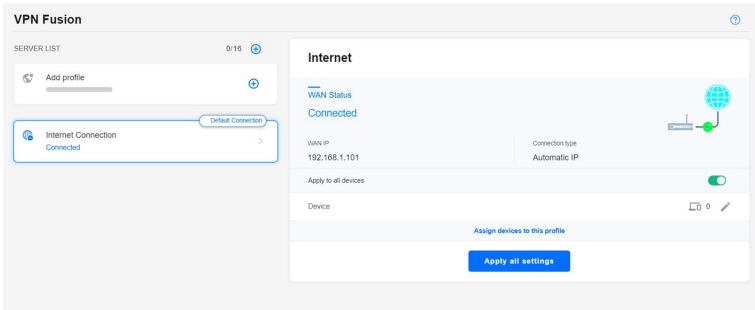 VPN Fusion
SERVER LIST 0/16
Add profile
Default Connection
Internet Connection
Connected
Internet
WAN Status
Connected
WAN IP Connection type
192.168.1.101 Automatic IP
Apply to all devices
Device 0
Assign devices to this profile
Apply all settings